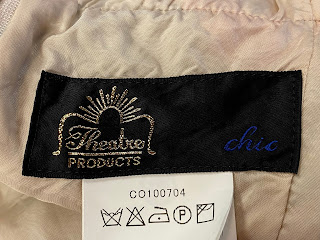 Theatre
PRODUCTS
chic
CO100704